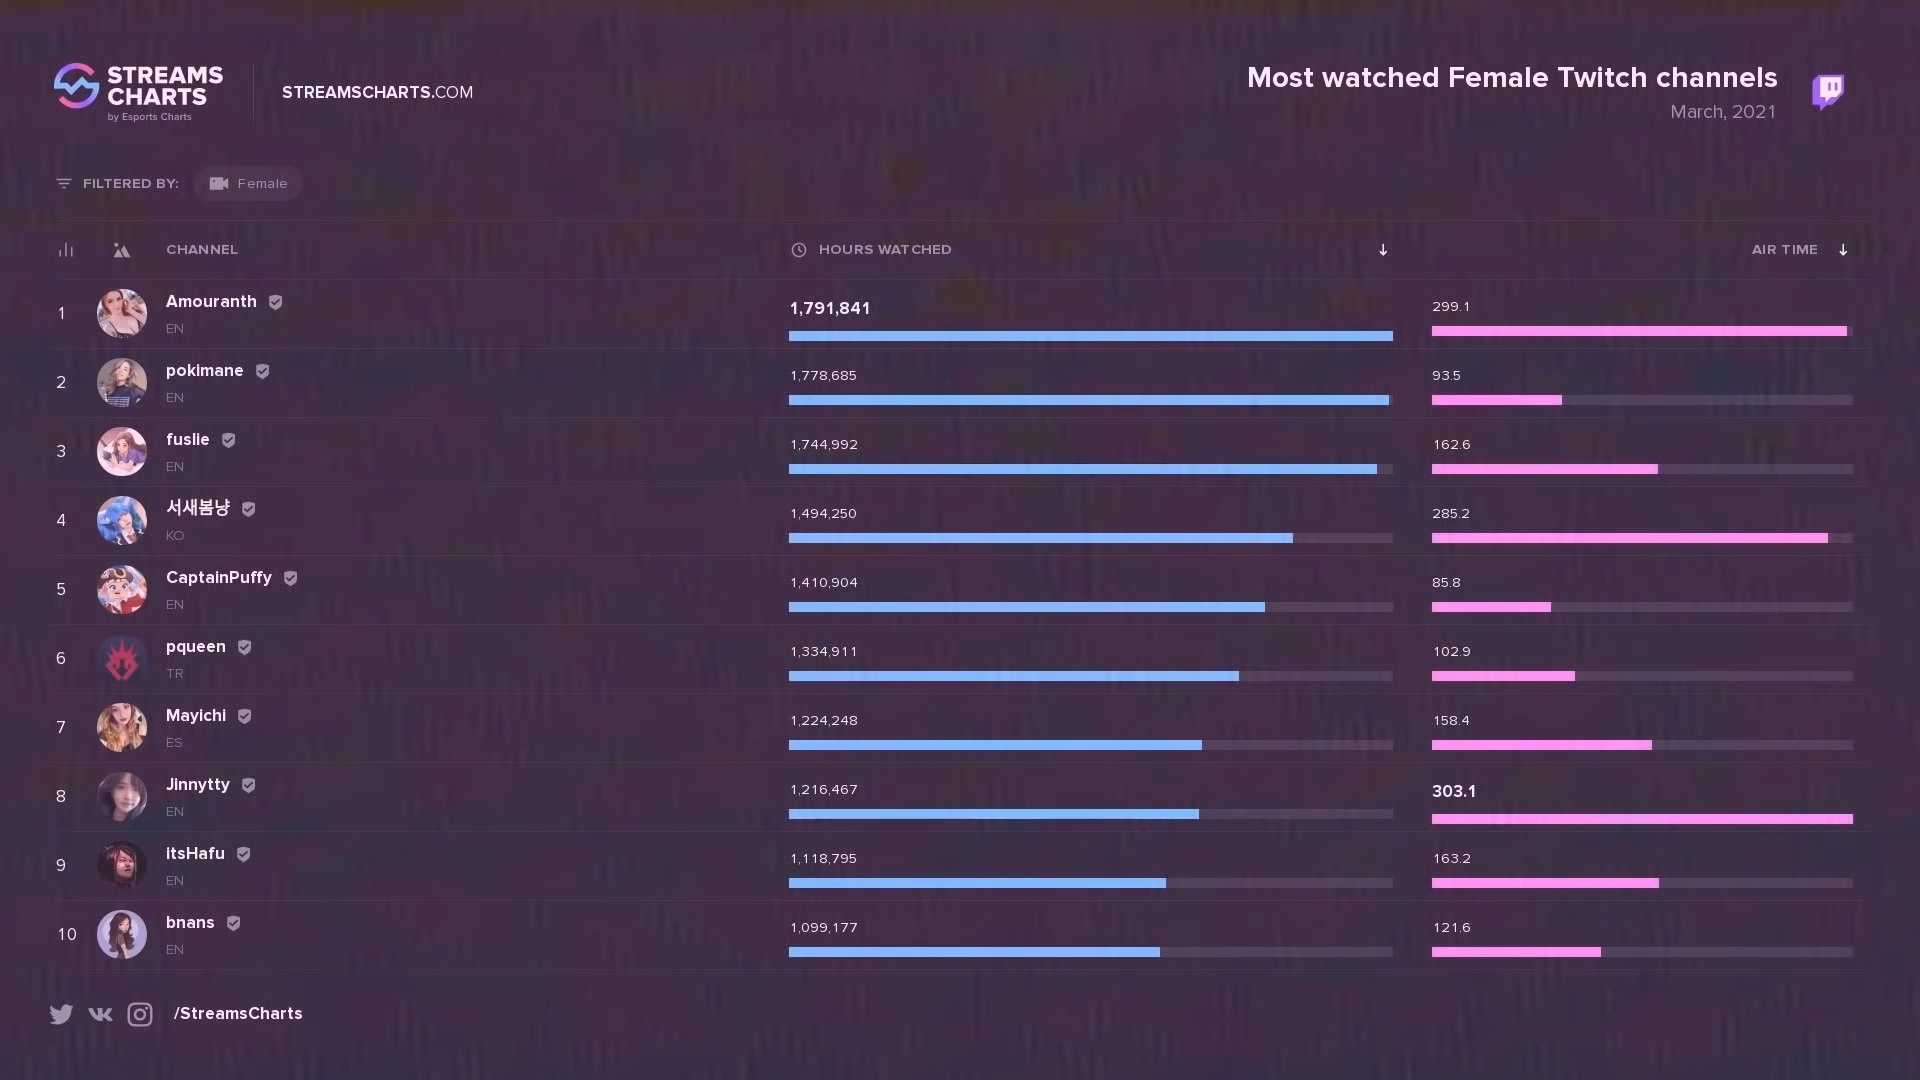 STREAMS
CHARTS
by Esports Charts
STREAMSCHARTS.COM
Most watched Female Twitch channels
March, 2021
FILTERED BY: Female
CHANNEL HOURS WATCHED AIR TIME
1 Amouranth 1,791,841 299.1
EN
2 pokimane 1,778,685 93.5
EN
3 fuslie 1,744,992 162.6
EN
4 서새봄냥 1,494,250 285.2
KO
5 CaptainPuffy 1,410,904 85.8
EN
6 pqueen 1,334,911 102.9
TR
7 Mayichi 1,224,248 158.4
ES
8 Jinnytty 1,216,467 303.1
EN
9 itsHafu 1,118,795 163.2
EN
10 bnans 1,099,177 121.6
EN
/StreamsCharts